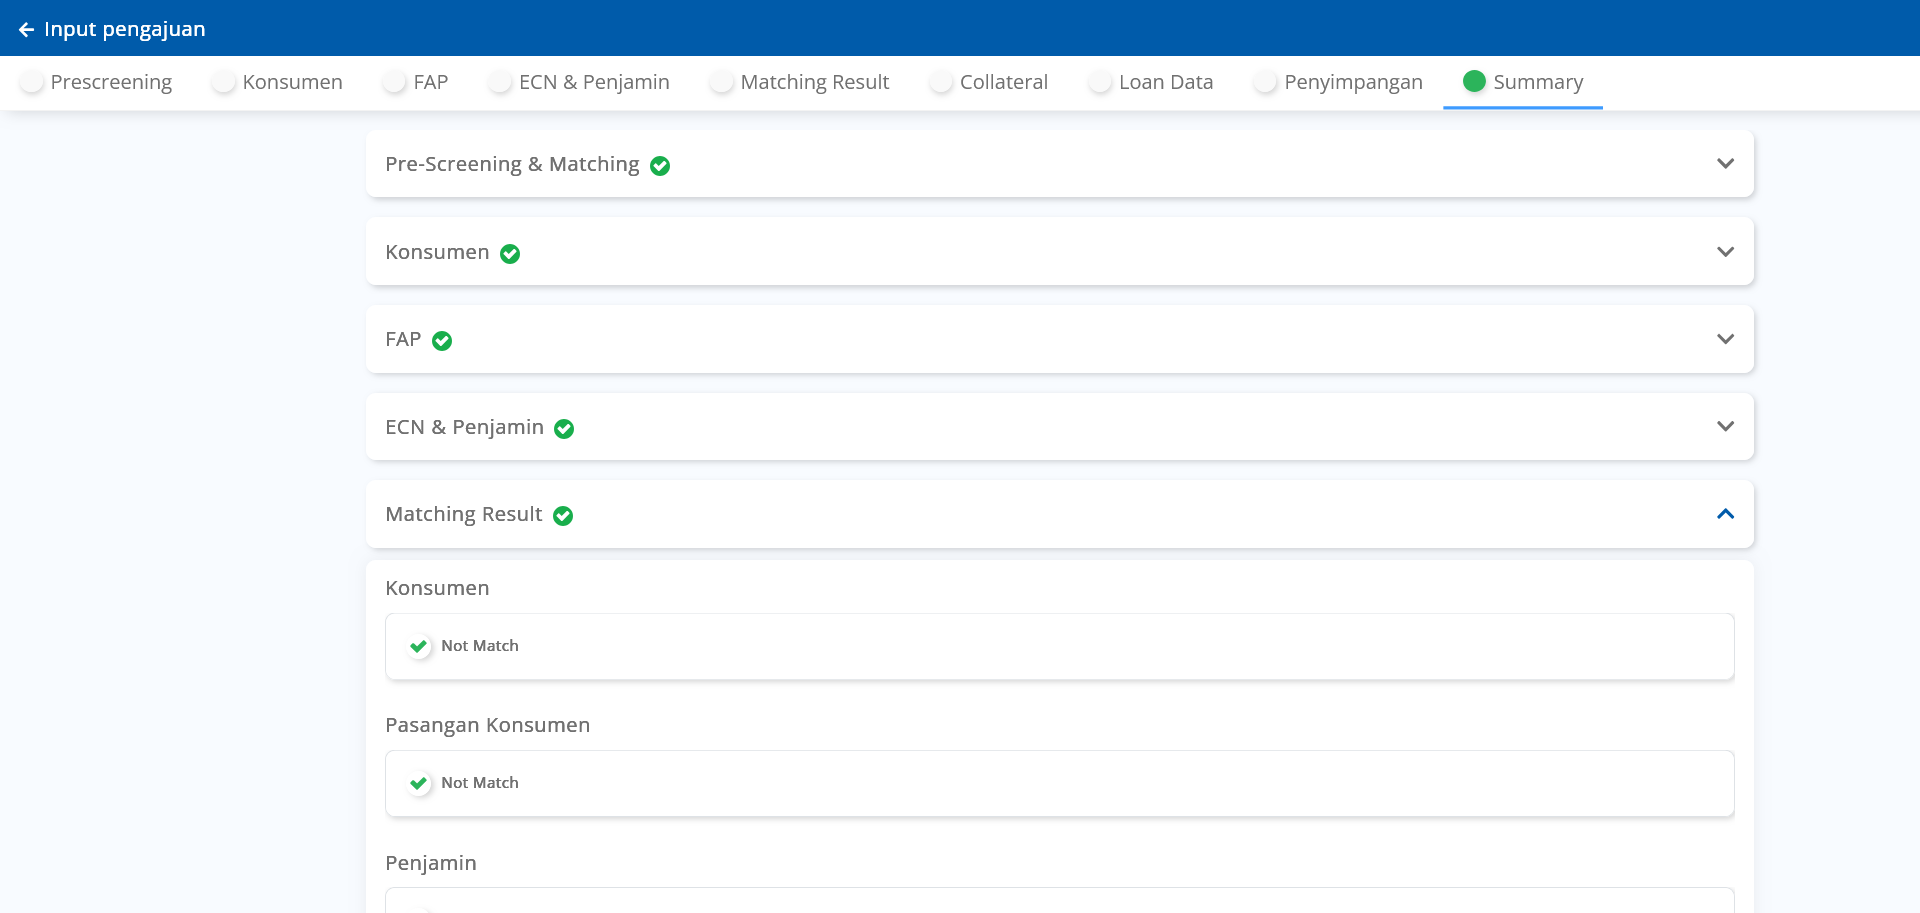 Input pengajuan
Prescreening Konsumen FAP ECN & Penjamin Matching Result Collateral Loan Data Penyimpangan Summary
Pre-Screening & Matching
Konsumen
FAP
ECN & Penjamin
Matching Result
Konsumen
Not Match
Pasangan Konsumen
Not Match
Penjamin